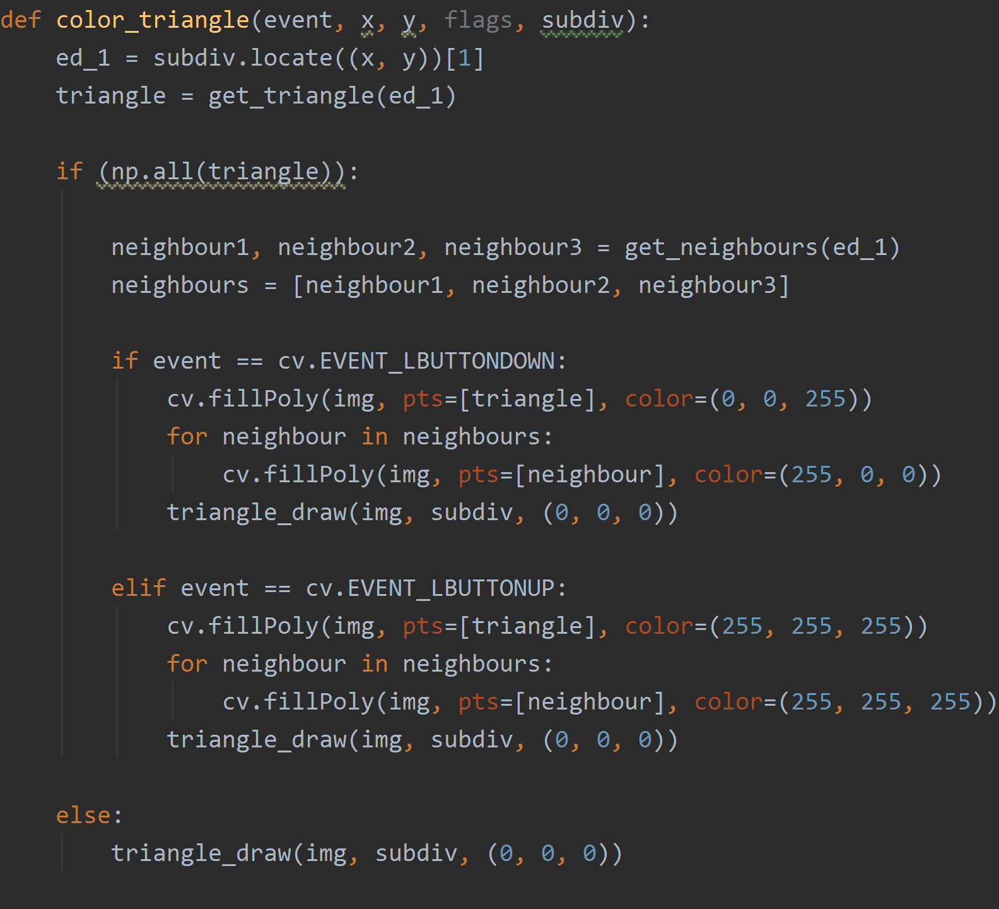 def color_triangle(event, x, y, flags, subdiv):
    ed_1 = subdiv.locate((x, y))[1]
    triangle = get_triangle(ed_1)

    if (np.all(triangle)):

        neighbour1, neighbour2, neighbour3 = get_neighbours(ed_1)
        neighbours = [neighbour1, neighbour2, neighbour3]

        if event == cv.EVENT_LBUTTONDOWN:
            cv.fillPoly(img, pts=[triangle], color=(0, 0, 255))
            for neighbour in neighbours:
                cv.fillPoly(img, pts=[neighbour], color=(255, 0, 0))
            triangle_draw(img, subdiv, (0, 0, 0))

        elif event == cv.EVENT_LBUTTONUP:
            cv.fillPoly(img, pts=[triangle], color=(255, 255, 255))
            for neighbour in neighbours:
                cv.fillPoly(img, pts=[neighbour], color=(255, 255, 255))
            triangle_draw(img, subdiv, (0, 0, 0))

    else:
        triangle_draw(img, subdiv, (0, 0, 0))